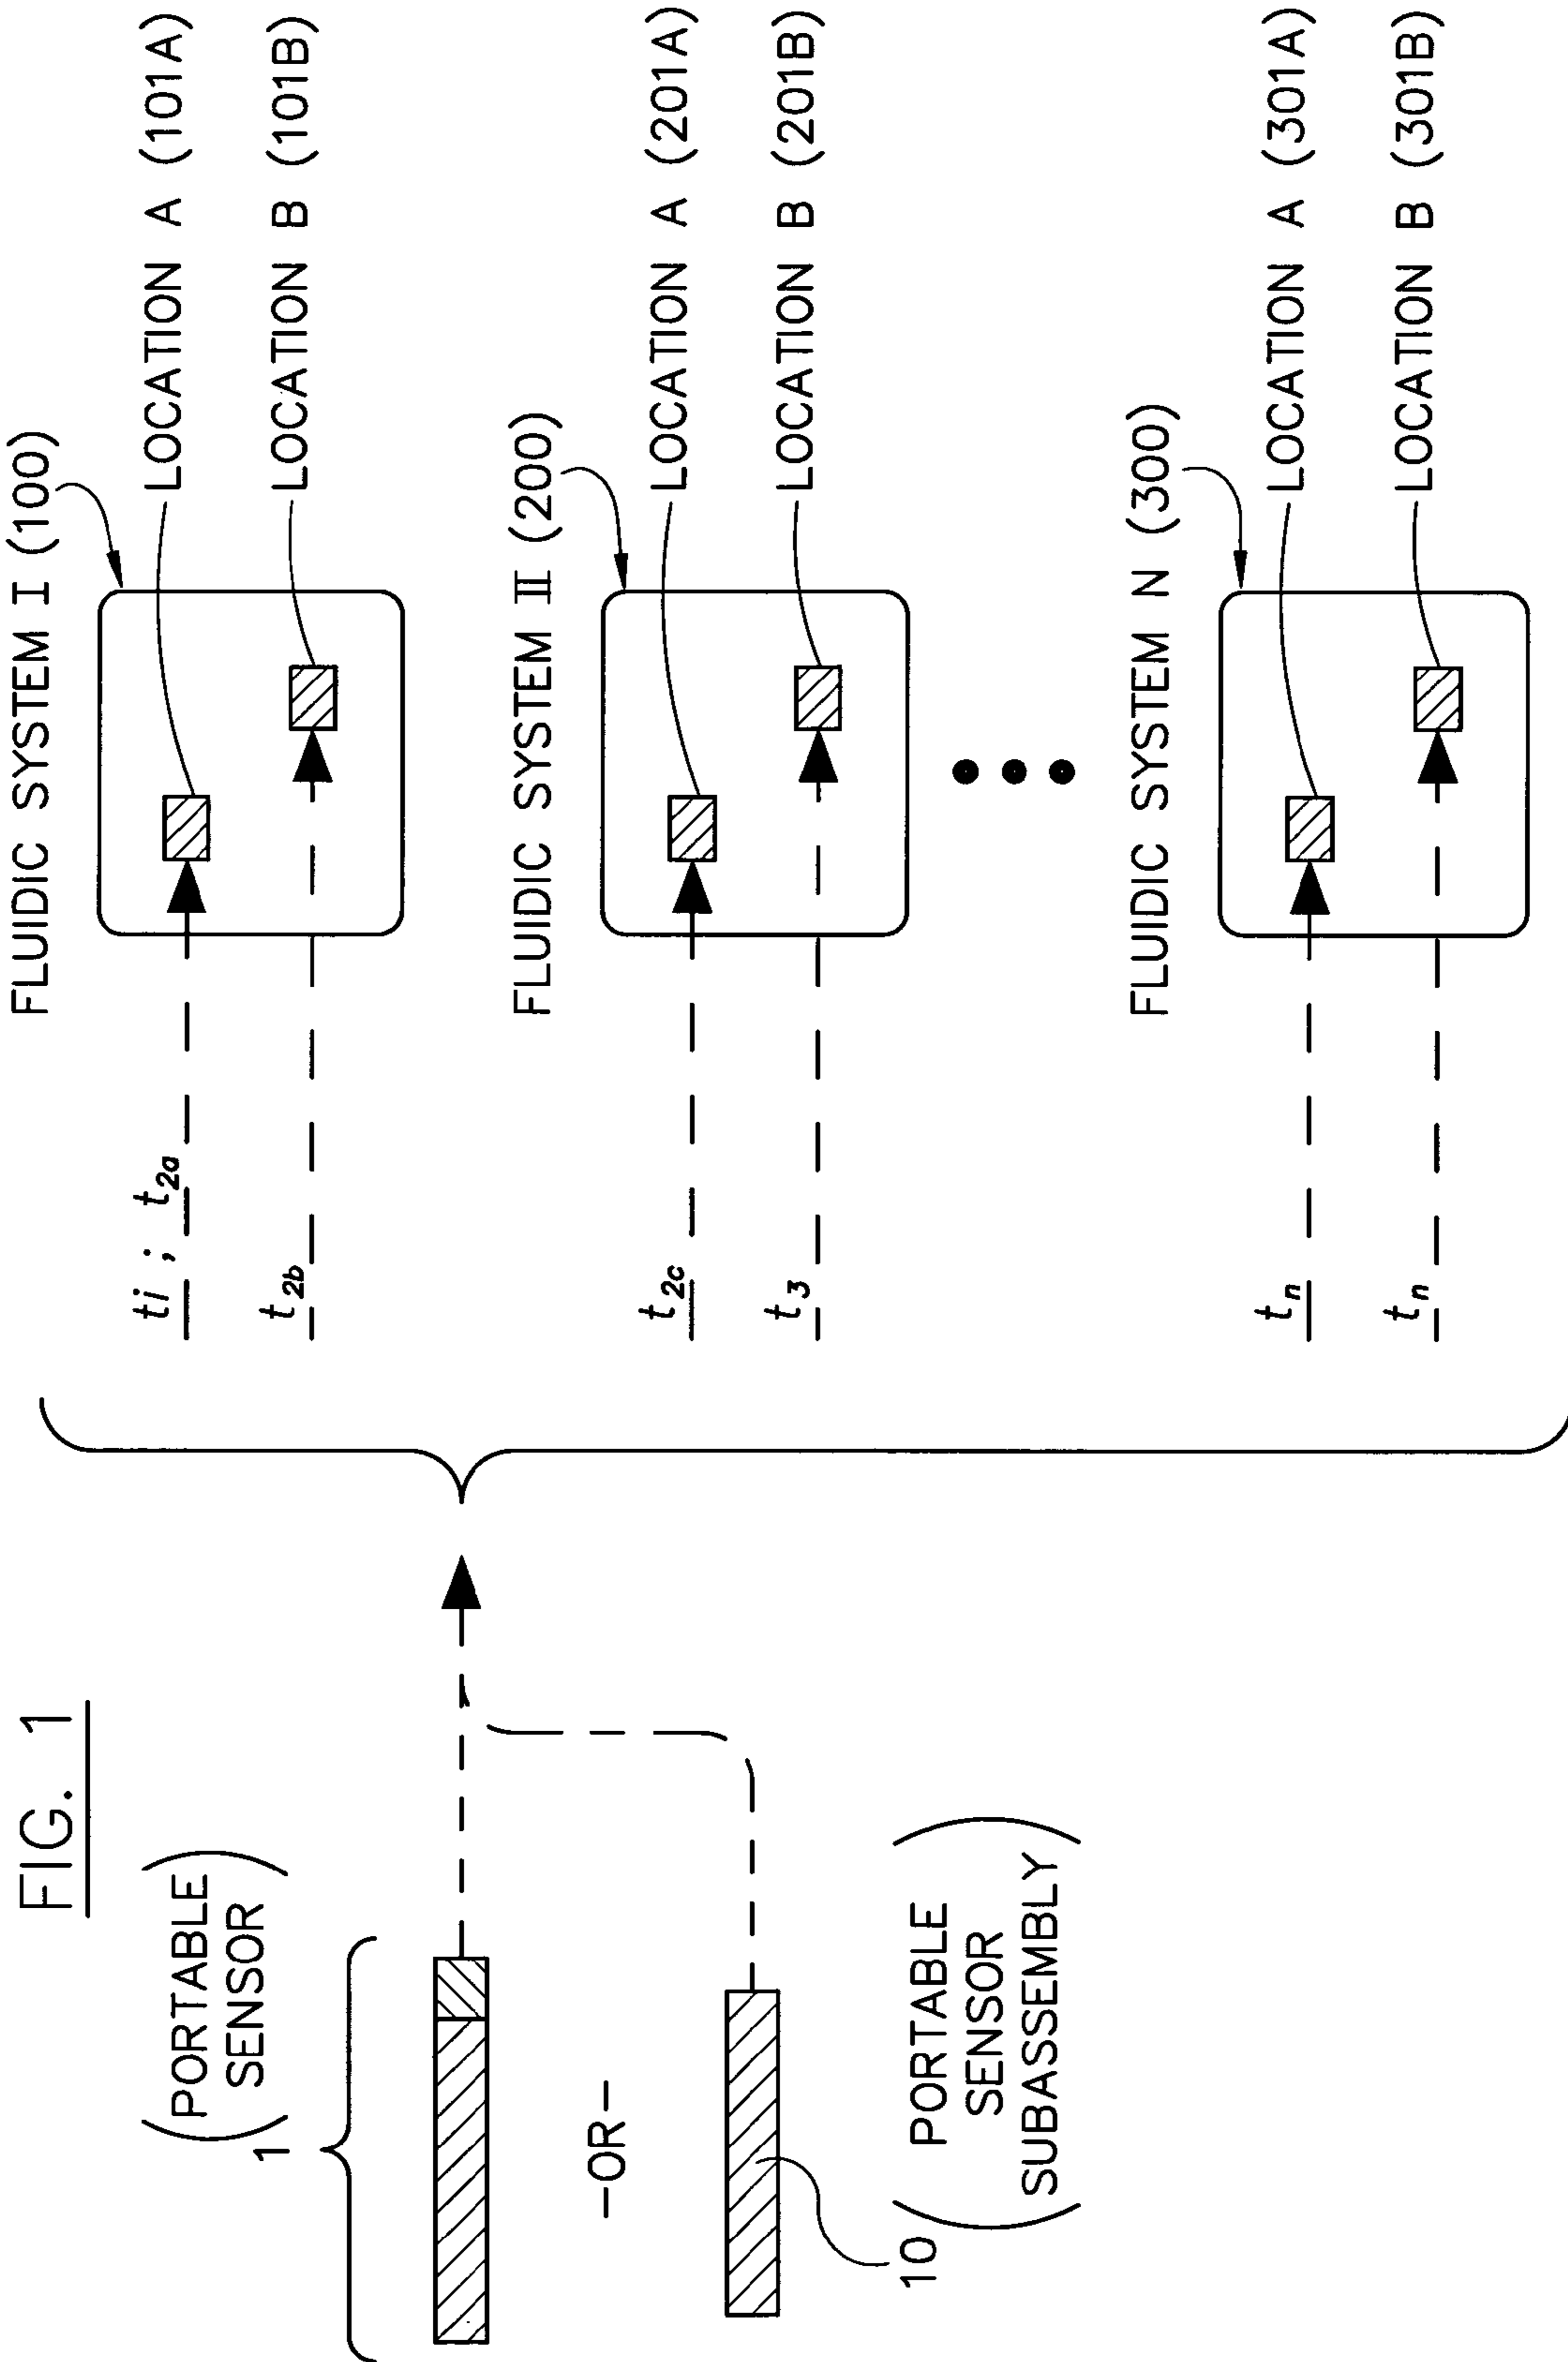 FIG. 1
(PORTABLE
SENSOR)
1
-OR-
10
(PORTABLE
SENSOR
SUBASSEMBLY)
FLUIDIC SYSTEM I (100)
ti ; t2a
LOCATION A (101A)
t2b
LOCATION B (101B)
FLUIDIC SYSTEM II (200)
t2c
LOCATION A (201A)
t3
LOCATION B (201B)
FLUIDIC SYSTEM N (300)
tn
LOCATION A (301A)
tn
LOCATION B (301B)